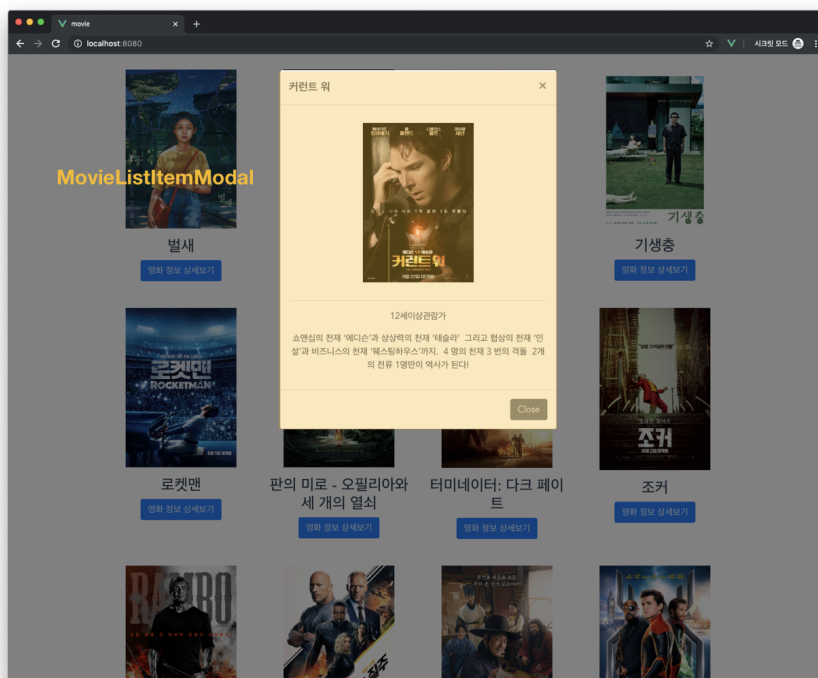 movie
localhost:8080
시크릿 모드
커런트 워
×
MovieListItemModal
커런트 워
12세이상관람가
쇼맨십의 천재 '에디슨'과 상상력의 천재 '테슬라' 그리고 협상의 천재 '인
설'과 비즈니스의 천재 '웨스팅하우스'까지. 4 명의 천재 3 번의 격돌 2개
의 전류 1명만이 역사가 된다!
Close
벌새
영화 정보 상세보기
기생충
기생충
영화 정보 상세보기
로켓맨
ROCKETMAN
로켓맨
영화 정보 상세보기
판의 미로 - 오필리아와
세 개의 열쇠
영화 정보 상세보기
터미네이터: 다크 페이
트
영화 정보 상세보기
조커
조커
영화 정보 상세보기
RAMBO